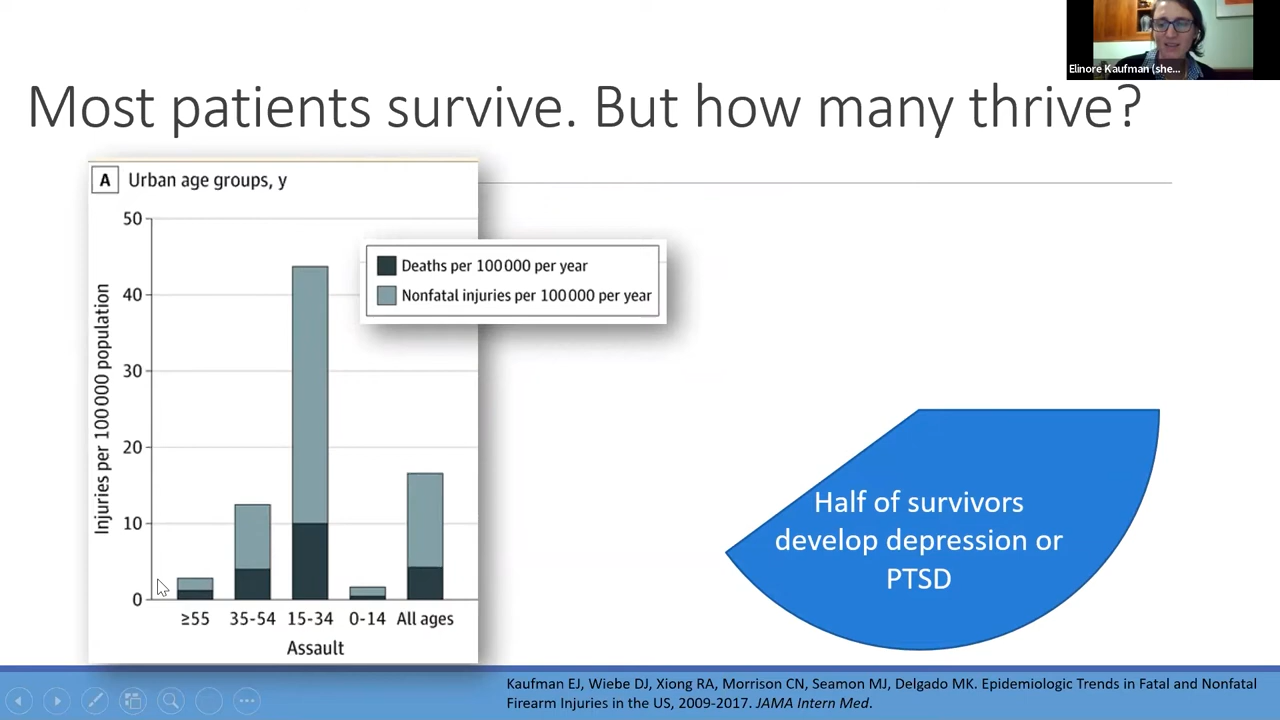 Elinore Kaufman (she...
Most patients survive. But how many thrive?
A Urban age groups, y
50
40
30
20
10
0
Injuries per 100 000 population
Deaths per 100 000 per year
Nonfatal injuries per 100 000 per year
≥55 35-54 15-34 0-14 All ages
Assault
Half of survivors
develop depression or
PTSD
Kaufman EJ, Wiebe DJ, Xiong RA, Morrison CN, Seamon MJ, Delgado MK. Epidemiologic Trends in Fatal and Nonfatal
Firearm Injuries in the US, 2009-2017. JAMA Intern Med.